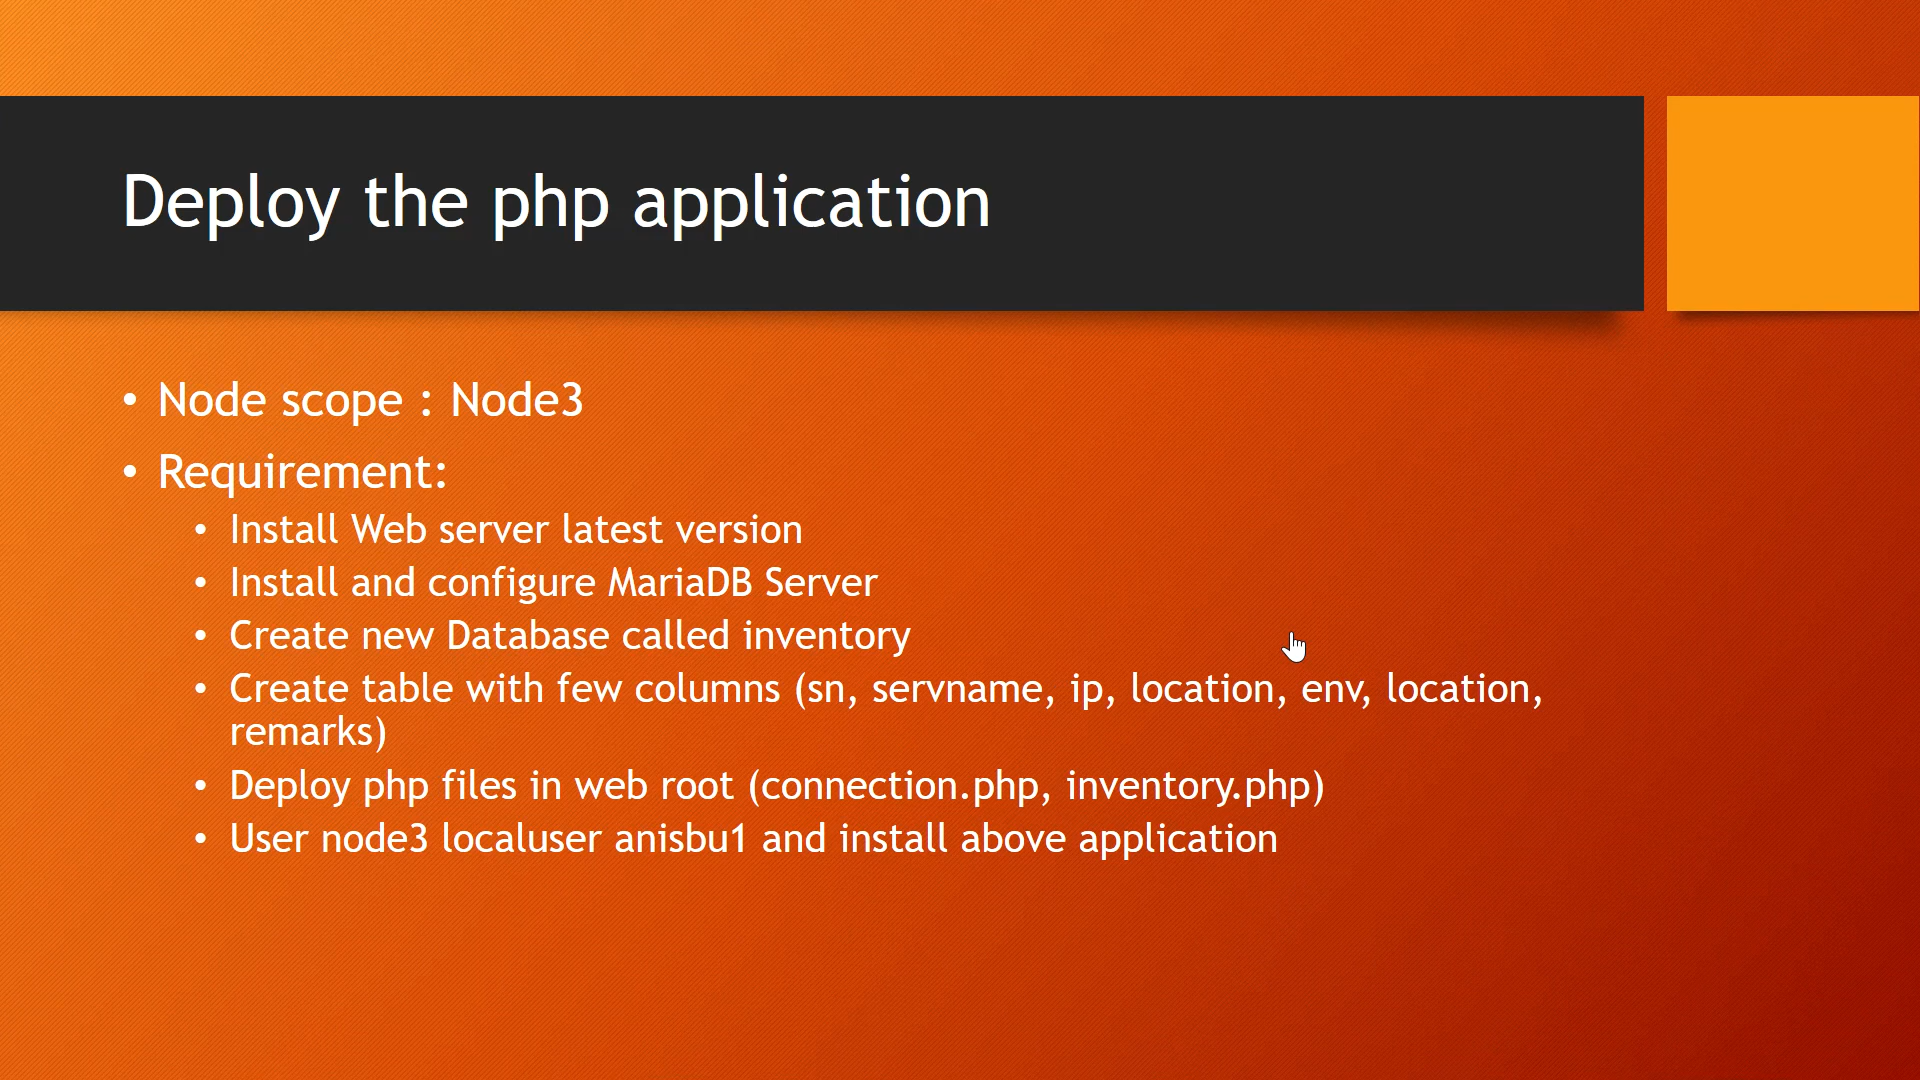 Deploy the php application
• Node scope : Node3
• Requirement:
• Install Web server latest version
• Install and configure MariaDB Server
• Create new Database called inventory
• Create table with few columns (sn, servname, ip, location, env, location,
remarks)
• Deploy php files in web root (connection.php, inventory.php)
• User node3 localuser anisbu1 and install above application